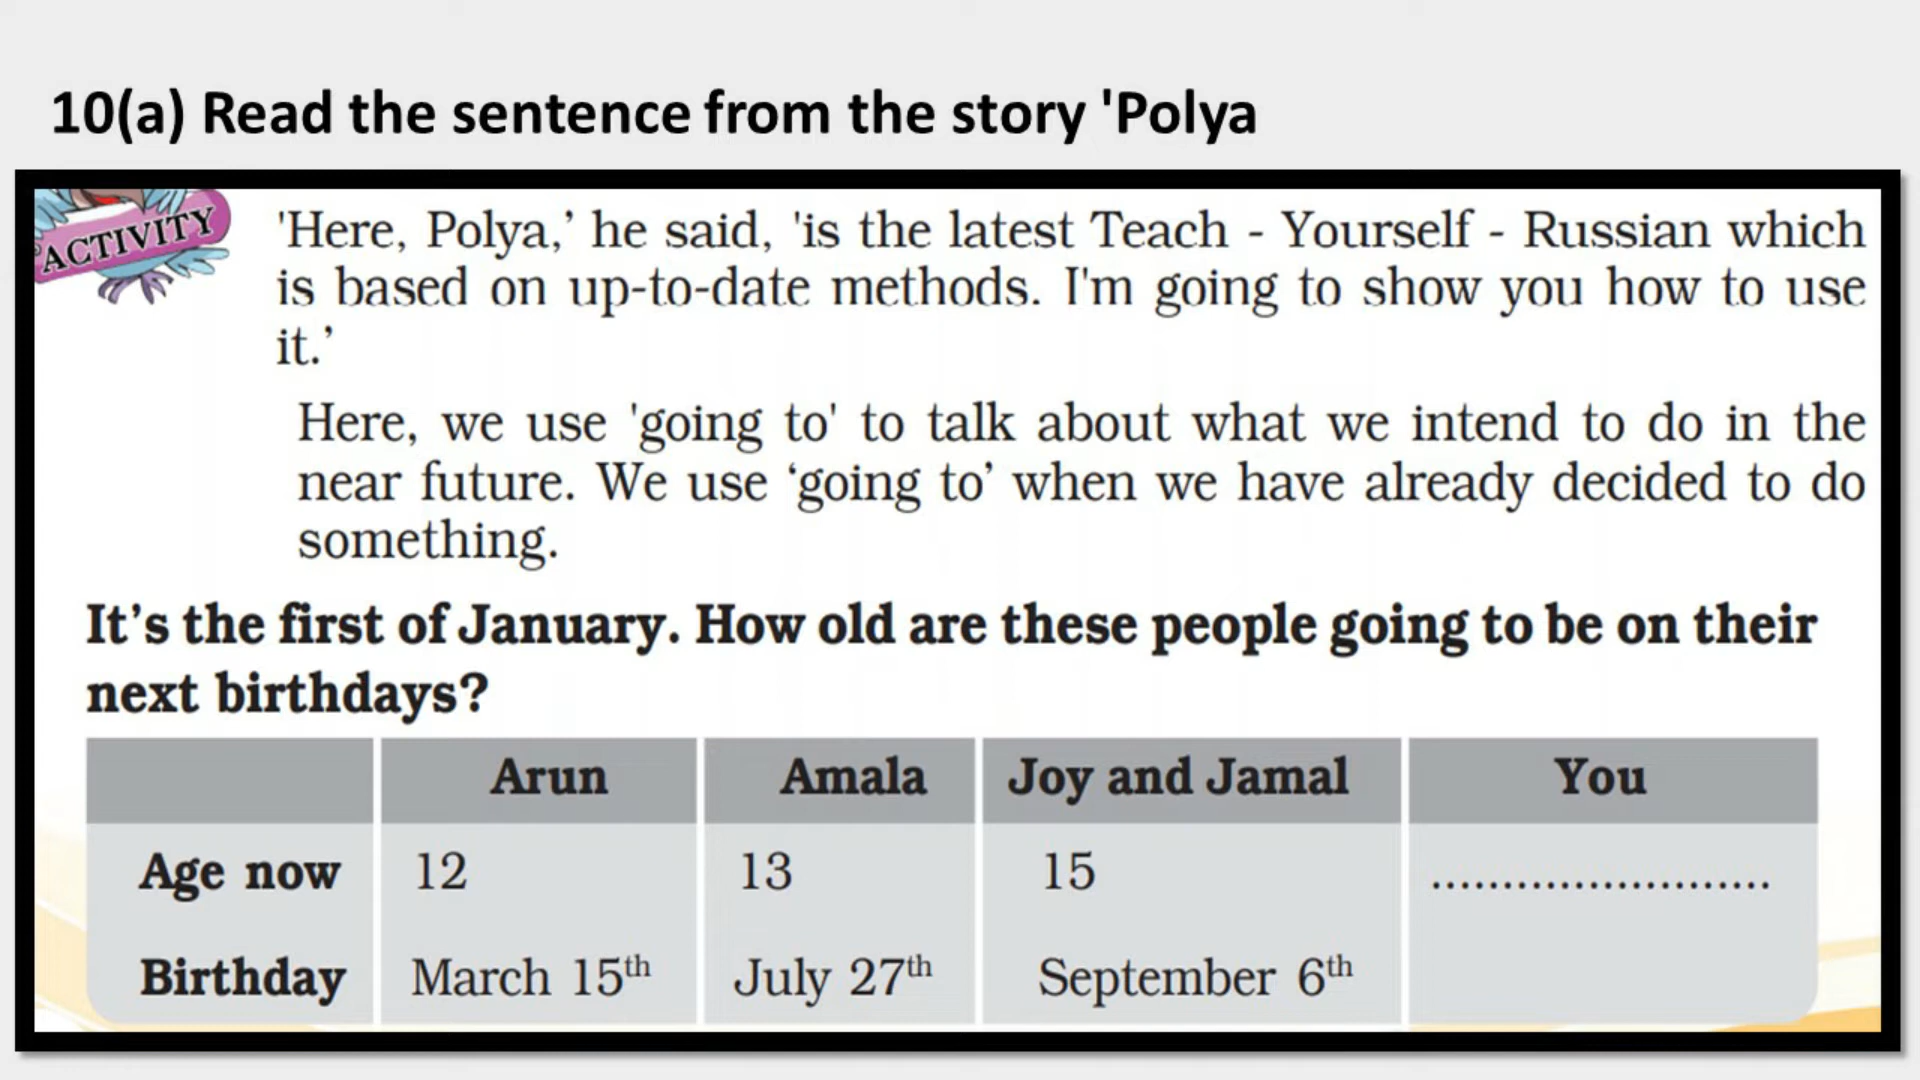 10(a) Read the sentence from the story 'Polya
ACTIVITY
'Here, Polya,’ he said, 'is the latest Teach - Yourself - Russian which
is based on up-to-date methods. I'm going to show you how to use
it.’
Here, we use 'going to' to talk about what we intend to do in the
near future. We use ‘going to’ when we have already decided to do
something.
It’s the first of January. How old are these people going to be on their
next birthdays?
Arun Amala Joy and Jamal You
Age now 12 13 15 ........................
Birthday March 15th July 27th September 6th